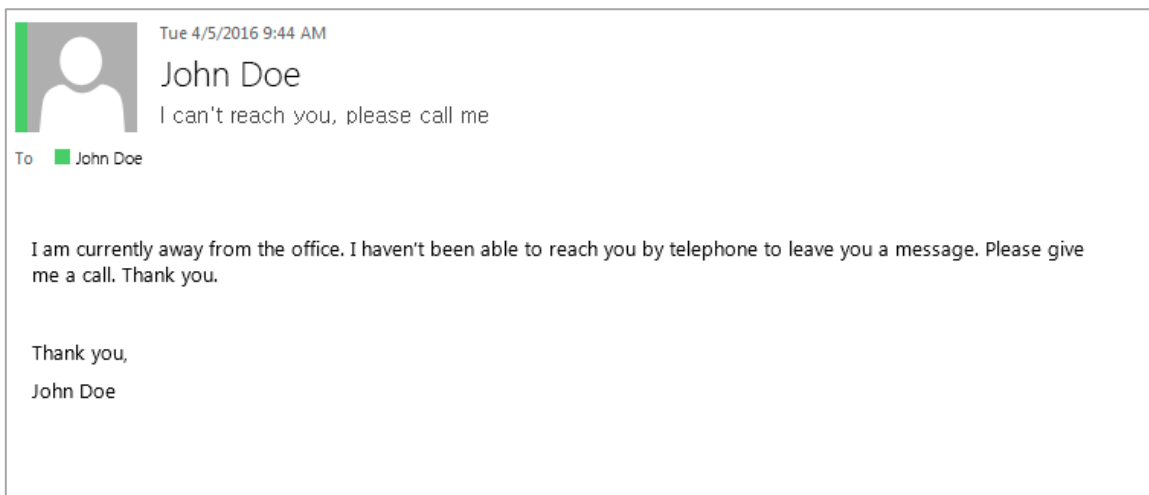 Tue 4/5/2016 9:44 AM
John Doe
I can't reach you, please call me
To John Doe
I am currently away from the office. I haven't been able to reach you by telephone to leave you a message. Please give
me a call. Thank you.
Thank you,
John Doe